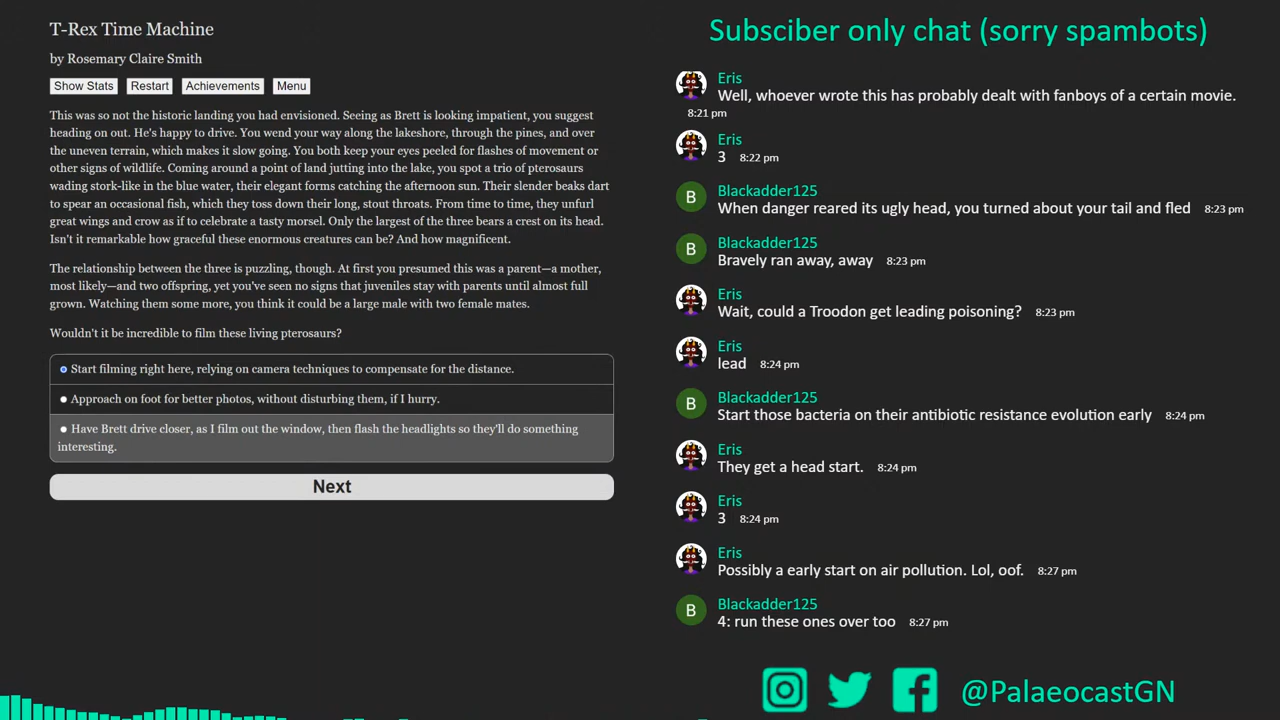 T-Rex Time Machine
by Rosemary Claire Smith
Show Stats Restart Achievements Menu
This was so not the historic landing you had envisioned. Seeing as Brett is looking impatient, you suggest
heading on out. He's happy to drive. You wend your way along the lakeshore, through the pines, and over
the uneven terrain, which makes it slow going. You both keep your eyes peeled for flashes of movement or
other signs of wildlife. Coming around a point of land jutting into the lake, you spot a trio of pterosaurs
wading stork-like in the blue water, their elegant forms catching the afternoon sun. Their slender beaks dart
to spear an occasional fish, which they toss down their long, stout throats. From time to time, they unfurl
great wings and crow as if to celebrate a tasty morsel. Only the largest of the three bears a crest on its head.
Isn't it remarkable how graceful these enormous creatures can be? And how magnificent.
The relationship between the three is puzzling, though. At first you presumed this was a parent—a mother,
most likely—and two offspring, yet you've seen no signs that juveniles stay with parents until almost full
grown. Watching them some more, you think it could be a large male with two female mates.
Wouldn't it be incredible to film these living pterosaurs?
Start filming right here, relying on camera techniques to compensate for the distance.
Approach on foot for better photos, without disturbing them, if I hurry.
Have Brett drive closer, as I film out the window, then flash the headlights so they'll do something
interesting.
Next
Subsciber only chat (sorry spambots)
Eris
Well, whoever wrote this has probably dealt with fanboys of a certain movie.
8:21 pm
Eris
3 8:22 pm
B Blackadder125
When danger reared its ugly head, you turned about your tail and fled 8:23 pm
B Blackadder125
Bravely ran away, away 8:23 pm
Eris
Wait, could a Troodon get leading poisoning? 8:23 pm
Eris
lead 8:24 pm
B Blackadder125
Start those bacteria on their antibiotic resistance evolution early 8:24 pm
Eris
They get a head start. 8:24 pm
Eris
3 8:24 pm
Eris
Possibly a early start on air pollution. Lol, oof. 8:27 pm
B Blackadder125
4: run these ones over too 8:27 pm
@PalaeocastGN